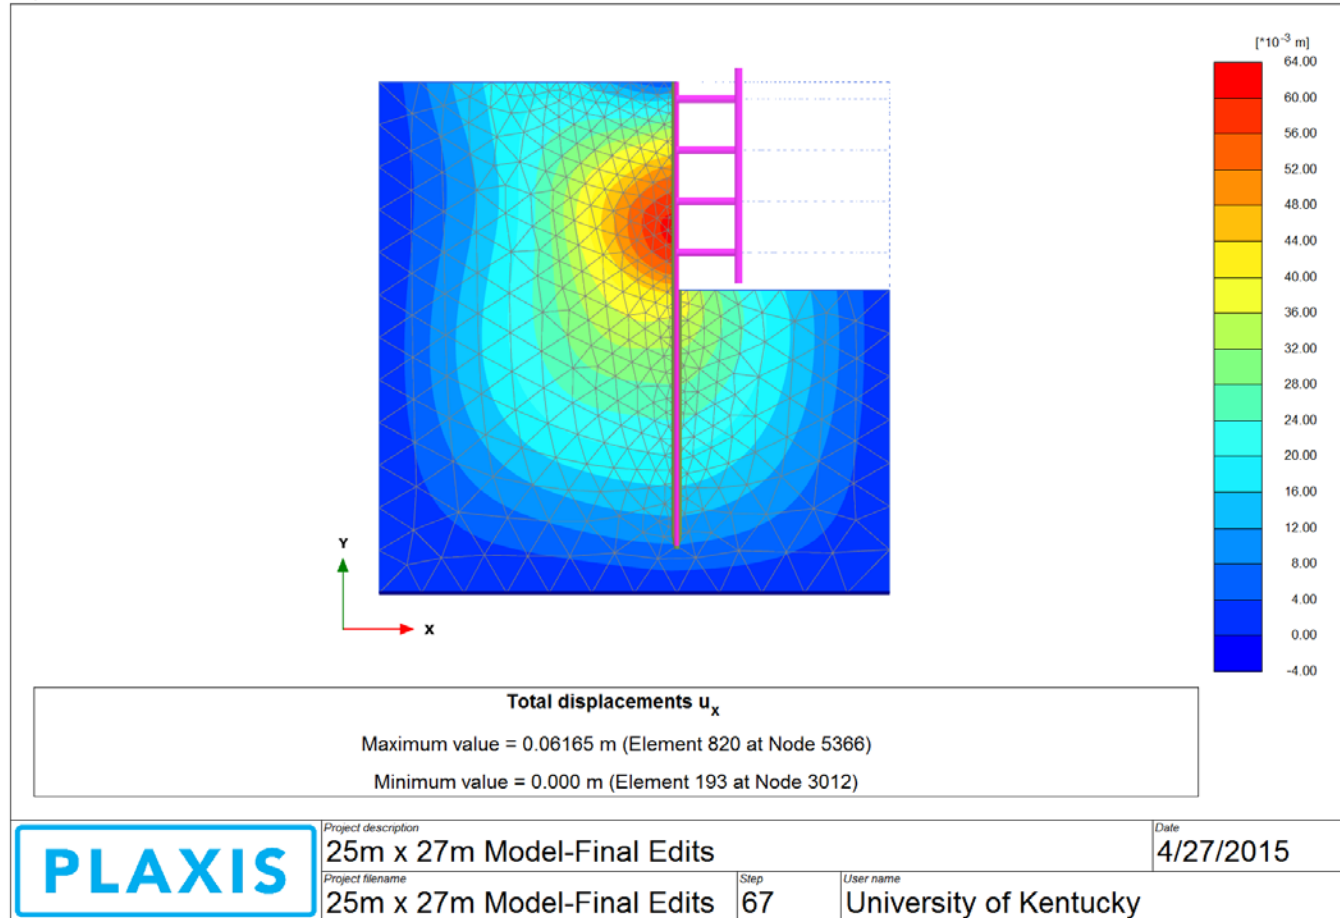 [*10-3 m]
64.00
60.00
56.00
52.00
48.00
44.00
40.00
36.00
32.00
28.00
24.00
20.00
16.00
12.00
8.00
4.00
0.00
-4.00
Y
X
Total displacements ux
Maximum value = 0.06165 m (Element 820 at Node 5366)
Minimum value = 0.000 m (Element 193 at Node 3012)
PLAXIS
Project description
25m x 27m Model-Final Edits
Date
4/27/2015
Project filename
25m x 27m Model-Final Edits
Step
67
User name
University of Kentucky